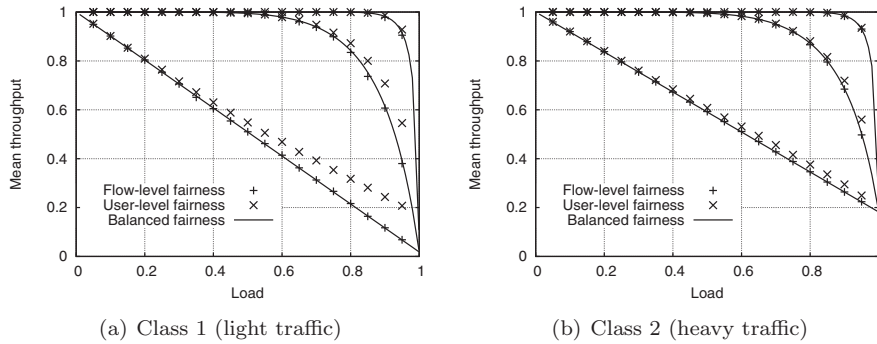 1
0.8
0.6
0.4
0.2
0
Mean throughput
Flow-level fairness
User-level fairness
Balanced fairness
0 0.2 0.4 0.6 0.8 1
Load
(a) Class 1 (light traffic)
1
0.8
0.6
0.4
0.2
0
Mean throughput
Flow-level fairness
User-level fairness
Balanced fairness
0 0.2 0.4 0.6 0.8
Load
(b) Class 2 (heavy traffic)